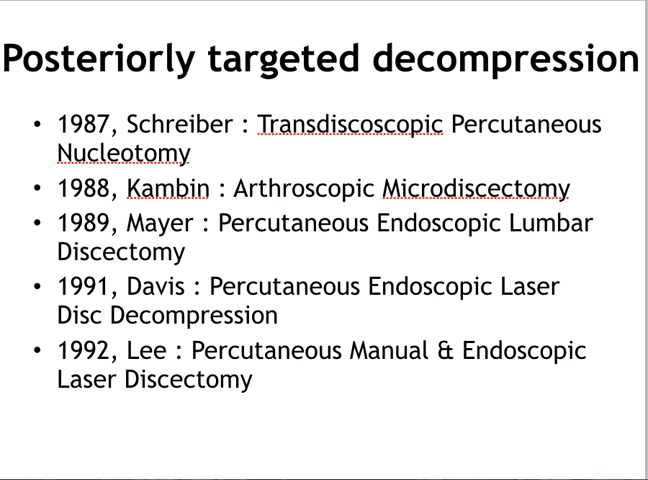 Posteriorly targeted decompression
• 1987, Schreiber : Transdiscoscopic Percutaneous
Nucleotomy
• 1988, Kambin : Arthroscopic Microdiscectomy
• 1989, Mayer : Percutaneous Endoscopic Lumbar
Discectomy
• 1991, Davis : Percutaneous Endoscopic Laser
Disc Decompression
• 1992, Lee : Percutaneous Manual & Endoscopic
Laser Discectomy